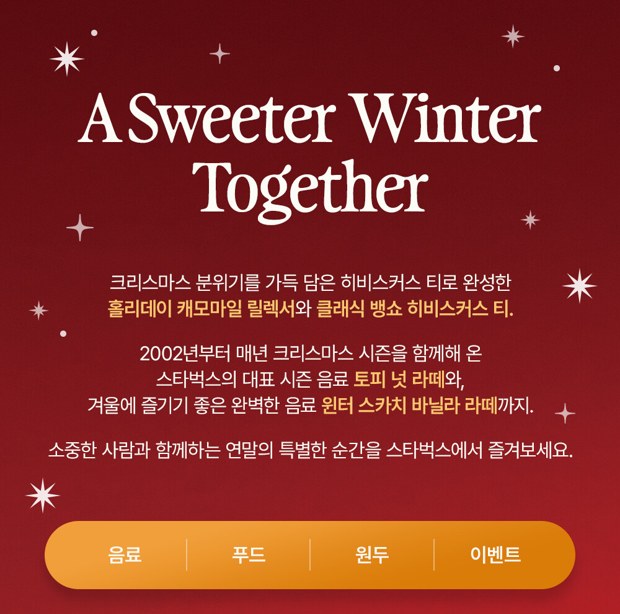 A Sweeter Winter
Together
크리스마스 분위기를 가득 담은 히비스커스 티로 완성한
홀리데이 캐모마일 릴렉서와 클래식 뱅쇼 히비스커스 티.
2002년부터 매년 크리스마스 시즌을 함께해 온
스타벅스의 대표 시즌 음료 토피 넛 라떼와,
겨울에 즐기기 좋은 완벽한 음료 윈터 스카치 바닐라 라떼까지.
소중한 사람과 함께하는 연말의 특별한 순간을 스타벅스에서 즐겨보세요.
음료 푸드 원두 이벤트